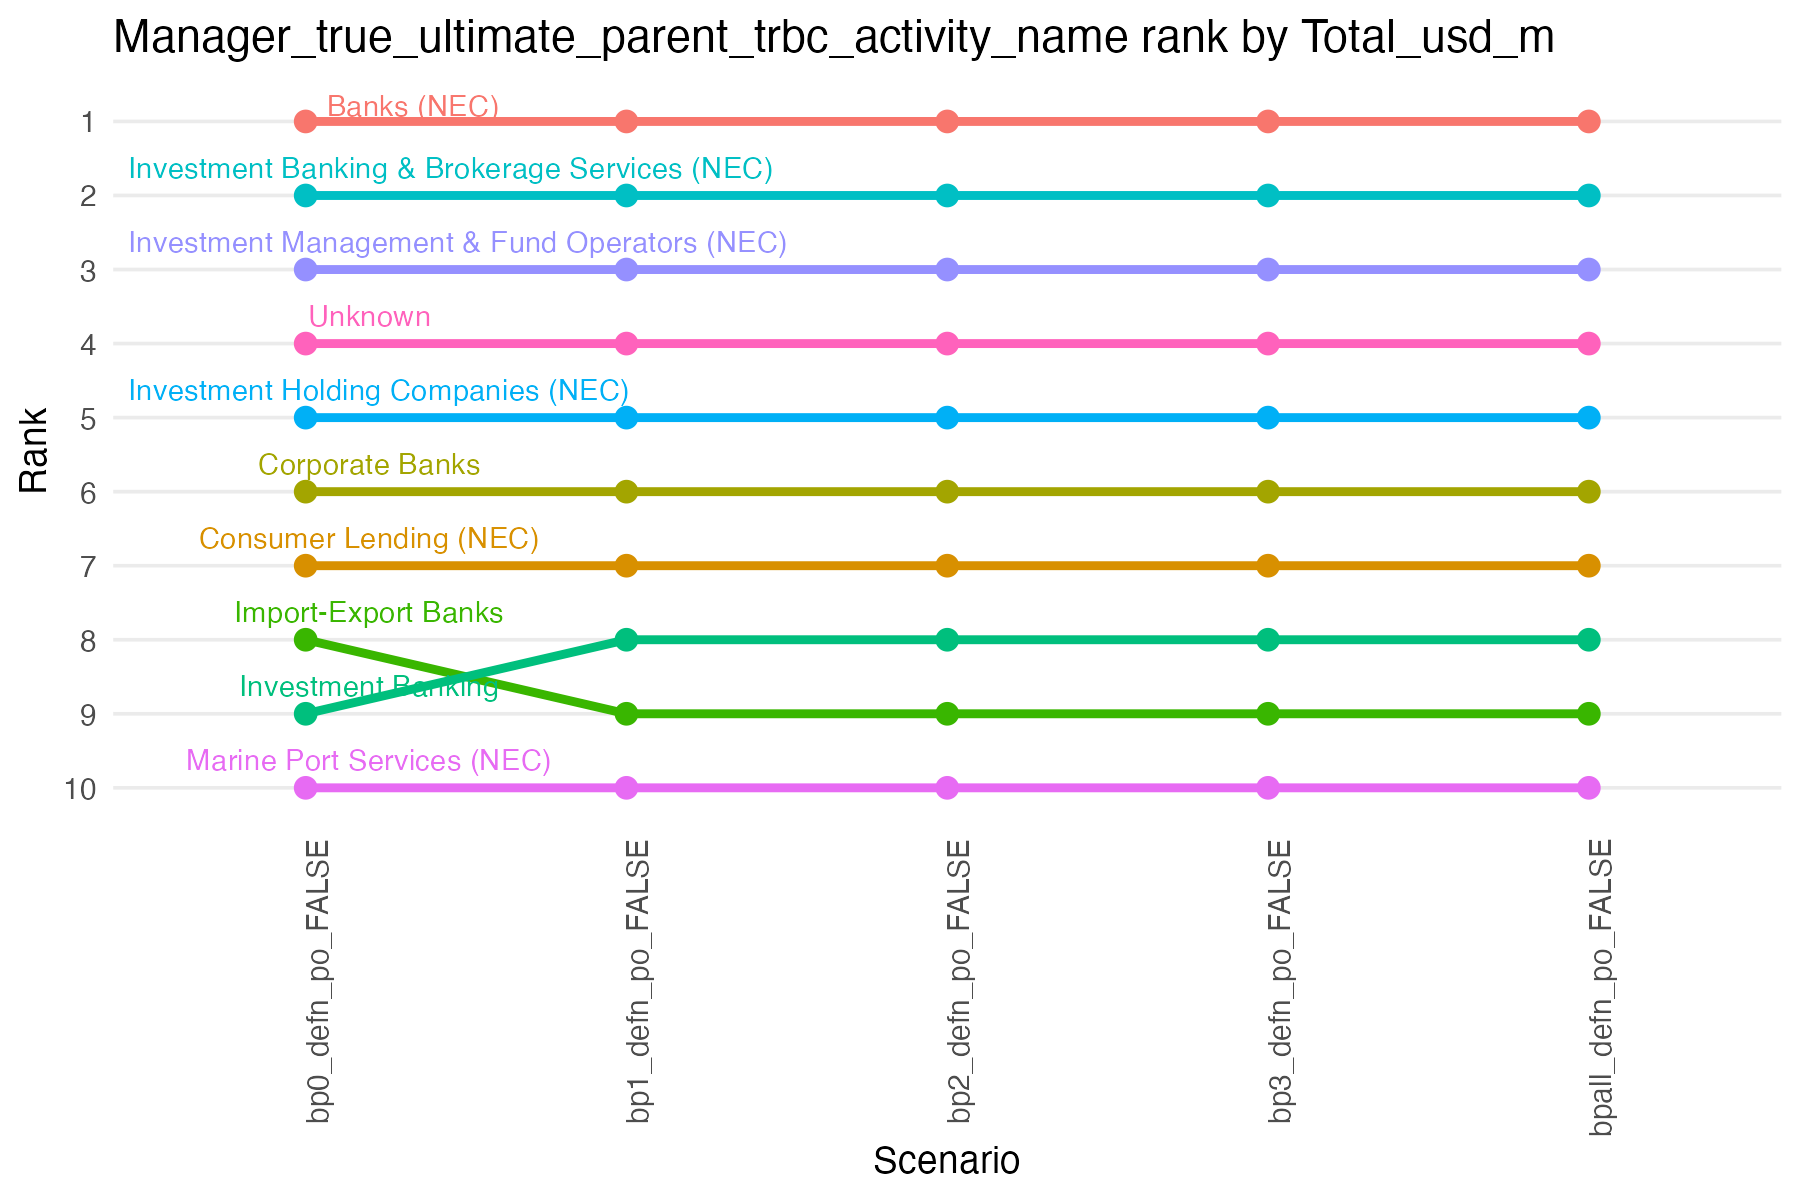 Manager_true_ultimate_parent_trbc_activity_name rank by Total_usd_m
Rank
1
Banks (NEC)
Investment Banking & Brokerage Services (NEC)
2
Investment Management & Fund Operators (NEC)
3
Unknown
4
Investment Holding Companies (NEC)
5
Corporate Banks
6
Consumer Lending (NEC)
7
Import-Export Banks
8
Investment Banking
9
Marine Port Services (NEC)
10
bp0_defn_po_FALSE
bp1_defn_po_FALSE
bp2_defn_po_FALSE
bp3_defn_po_FALSE
bpall_defn_po_FALSE
Scenario